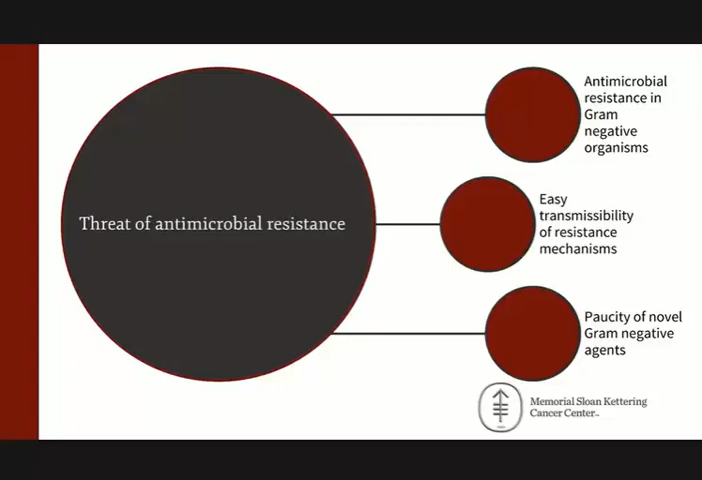 Threat of antimicrobial resistance
Antimicrobial
resistance in
Gram
negative
organisms
Easy
transmissibility
of resistance
mechanisms
Paucity of novel
Gram negative
agents
Memorial Sloan Kettering
Cancer Center